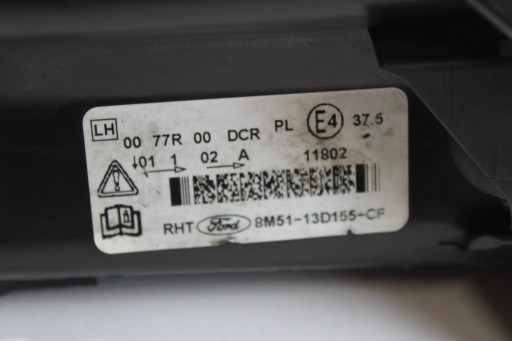 LH 00 77R 00 DCR PL E4 37.5
↓01 1 02 A 11802
RHT Ford 8M51-13D155-CF